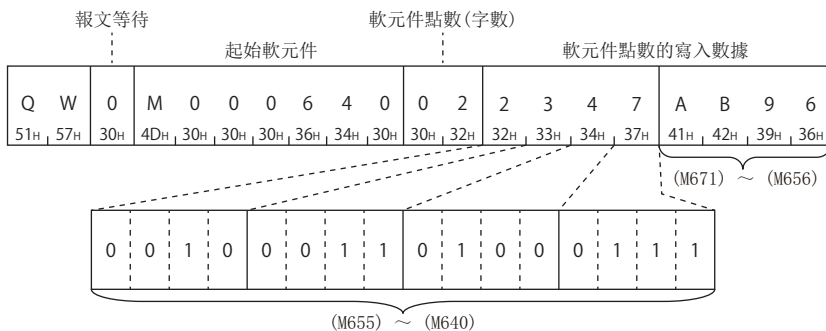 報文等待 軟元件點數(字數)
起始軟元件 軟元件點數的寫入數據
Q W 0 M 0 0 0 6 4 0 0 2 2 3 4 7 A B 9 6
51H 57H 30H 4DH 30H 30H 30H 36H 34H 30H 30H 32H 32H 33H 34H 37H 41H 42H 39H 36H
(M671) ～ (M656)
0 0 1 0 0 0 1 1 0 1 0 0 0 1 1 1
(M655) ～ (M640)